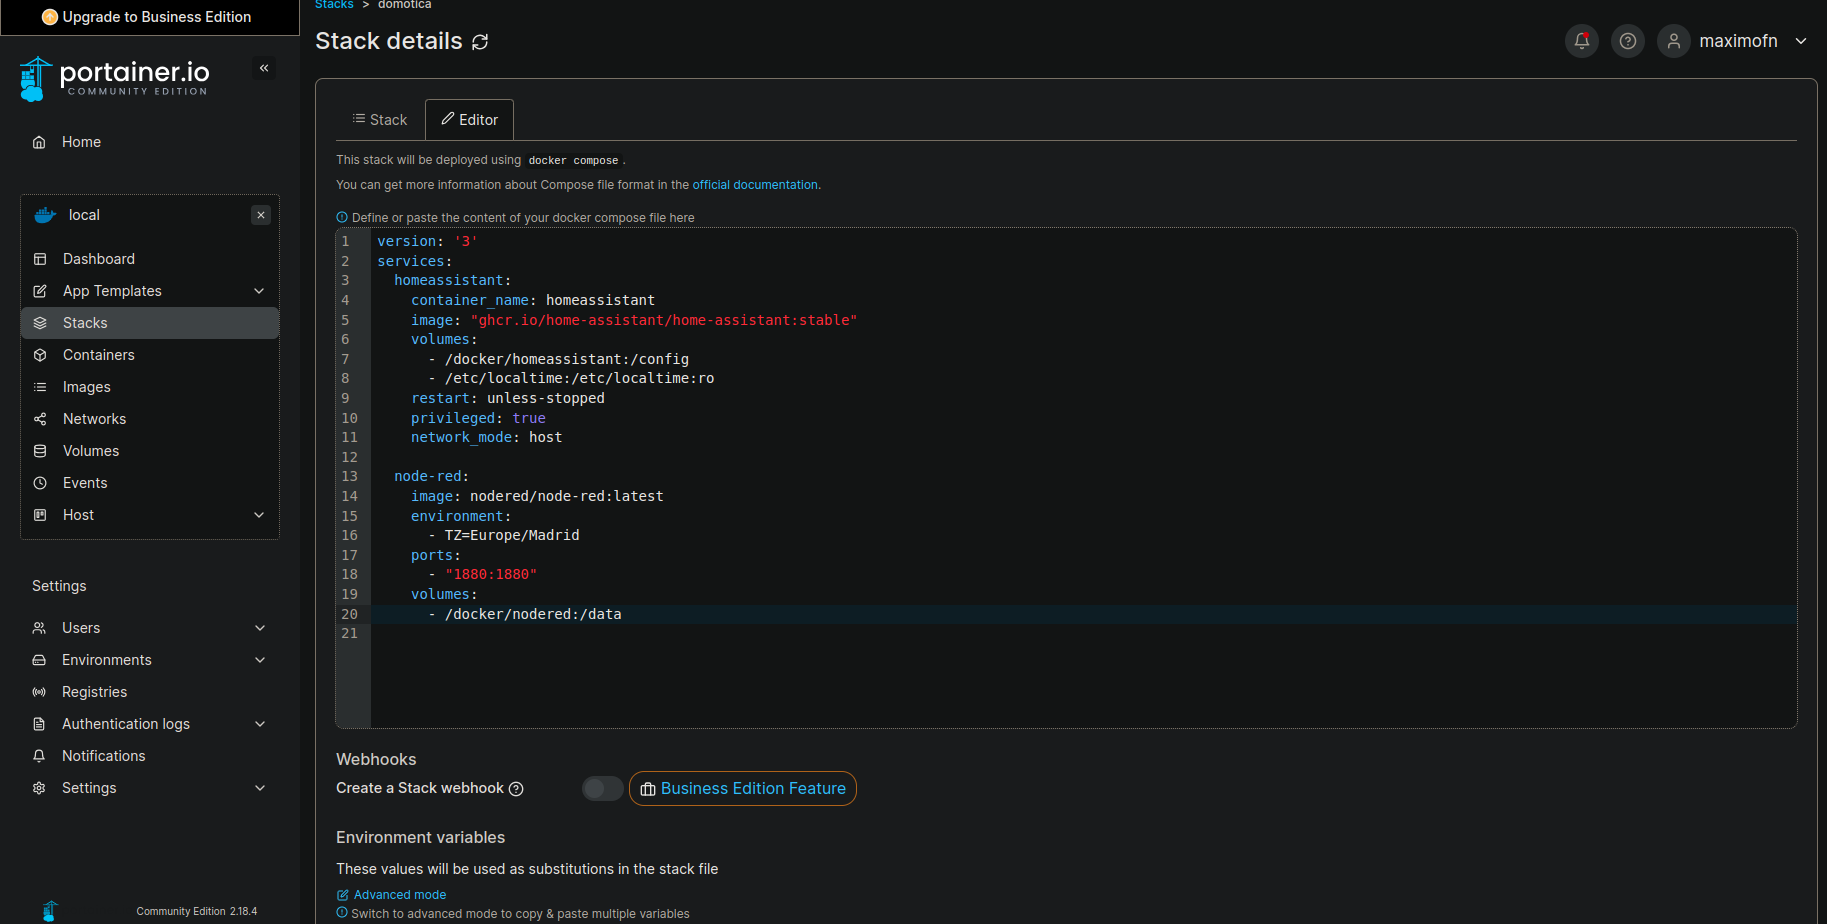 Upgrade to Business Edition
portainer.io
COMMUNITY EDITION
Home
local
Dashboard
App Templates
Stacks
Containers
Images
Networks
Volumes
Events
Host
Settings
Users
Environments
Registries
Authentication logs
Notifications
Settings
Community Edition 2.18.4
Stacks > domotica
Stack details
maximofn
Stack
Editor
This stack will be deployed using docker compose .
You can get more information about Compose file format in the official documentation.
Define or paste the content of your docker compose file here
1 version: '3'
2 services:
3   homeassistant:
4     container_name: homeassistant
5     image: "ghcr.io/home-assistant/home-assistant:stable"
6     volumes:
7       - /docker/homeassistant:/config
8       - /etc/localtime:/etc/localtime:ro
9     restart: unless-stopped
10     privileged: true
11     network_mode: host
12
13   node-red:
14     image: nodered/node-red:latest
15     environment:
16       - TZ=Europe/Madrid
17     ports:
18       - "1880:1880"
19     volumes:
20       - /docker/nodered:/data
21
Webhooks
Create a Stack webhook
Business Edition Feature
Environment variables
These values will be used as substitutions in the stack file
Advanced mode
Switch to advanced mode to copy & paste multiple variables